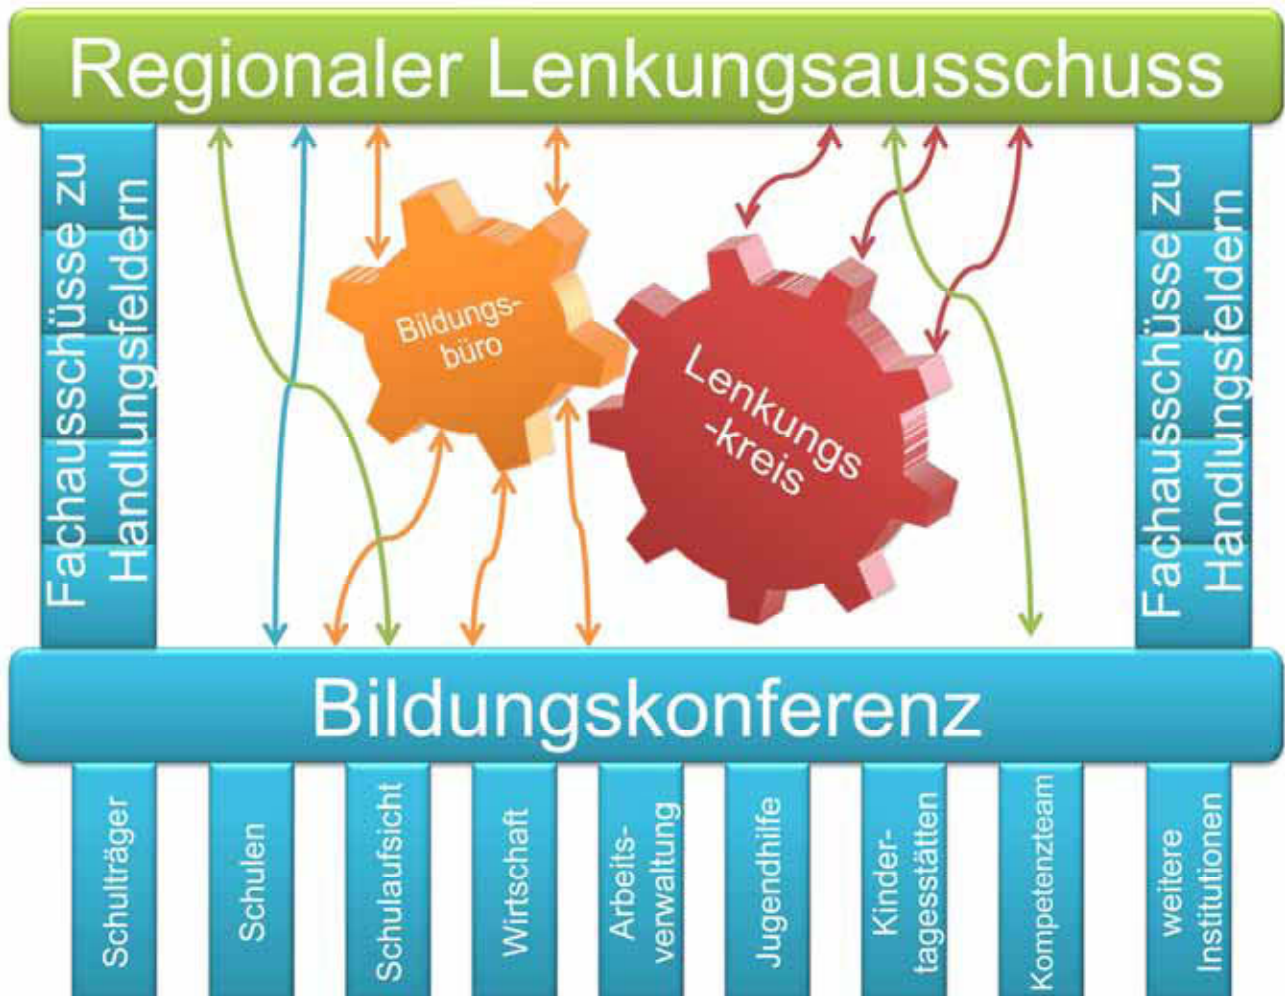 Regionaler Lenkungsausschuss
Fachausschüsse zu
Handlungsfeldern
Bildungs-
büro
Lenkungs
-kreis
Fachausschüsse zu
Handlungsfeldern
Bildungskonferenz
Schulträger
Schulen
Schulaufsicht
Wirtschaft
Arbeits-
verwaltung
Jugendhilfe
Kinder-
tagesstätten
Kompetenzteam
weitere
Institutionen